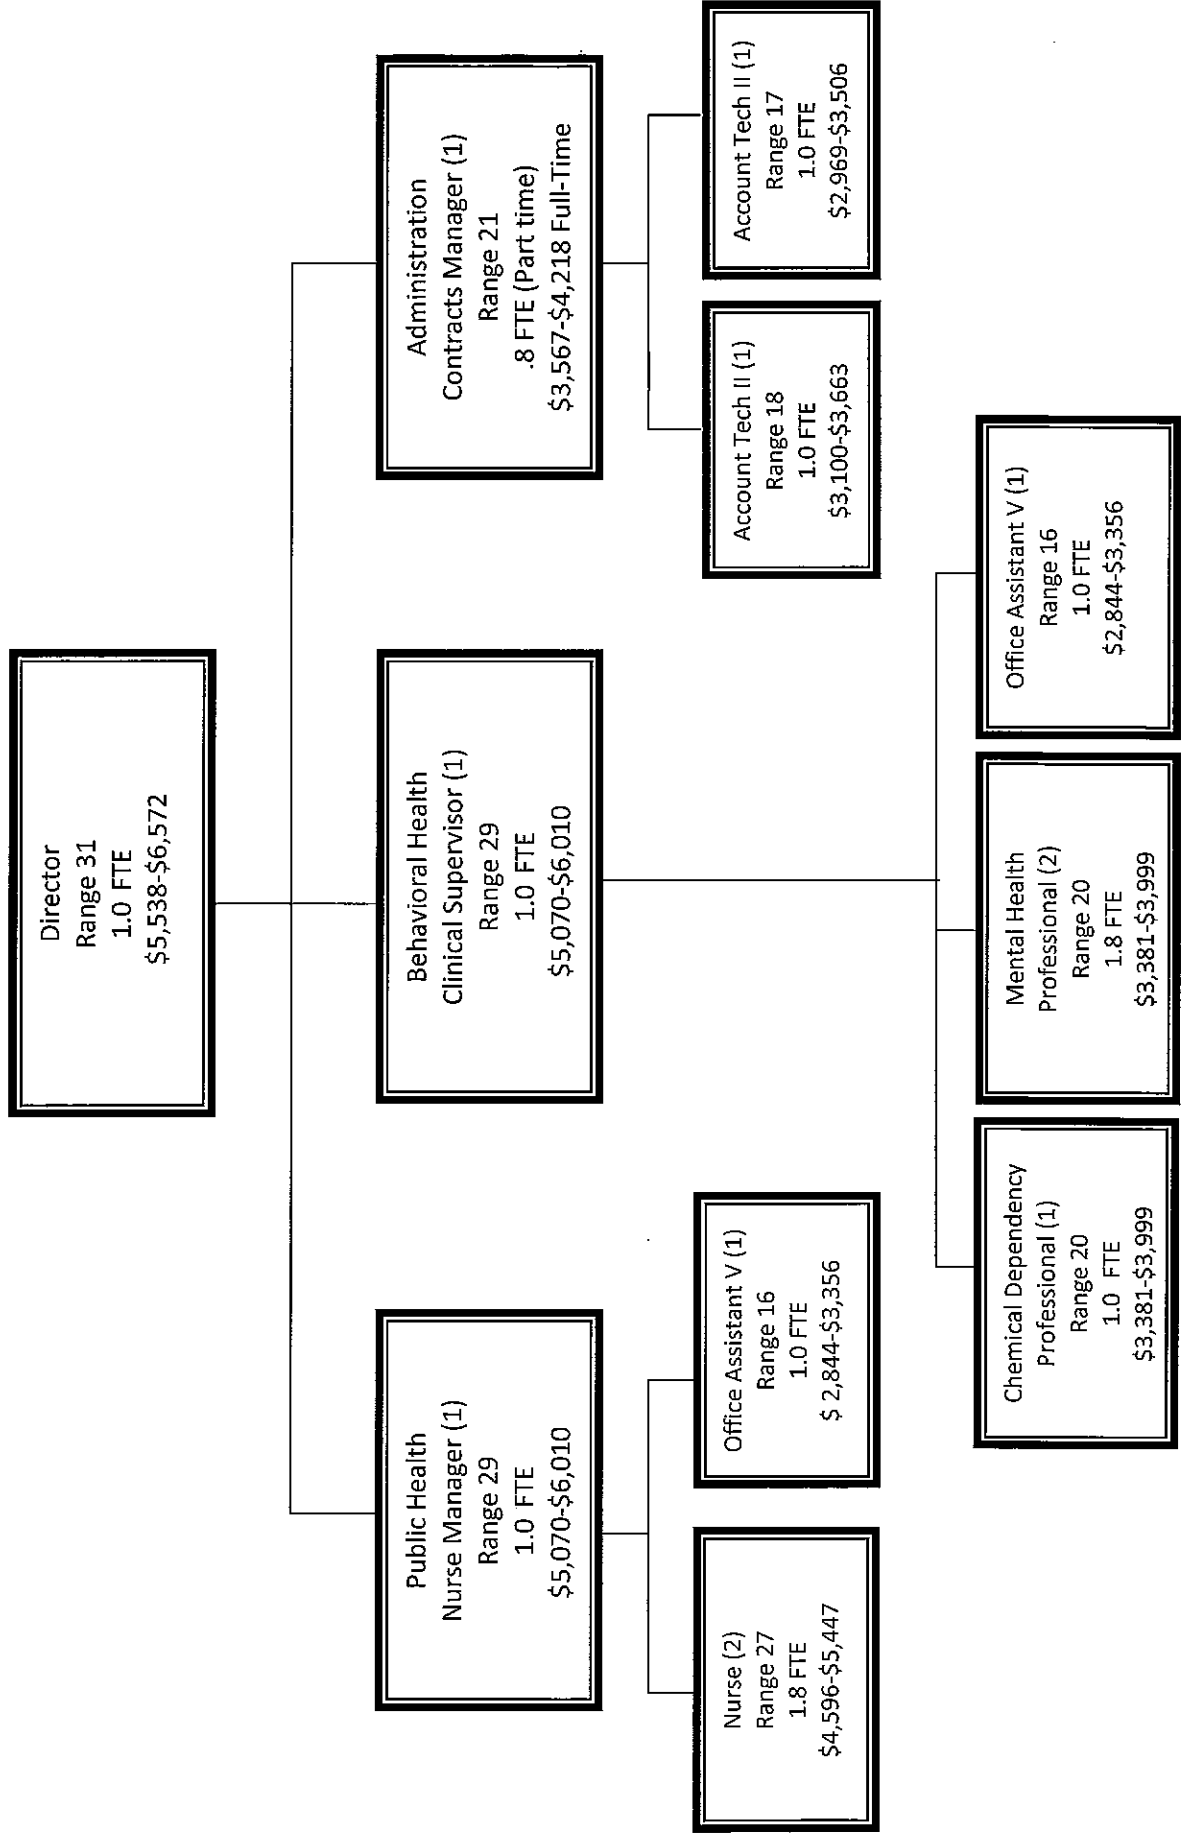 Director
Range 31
1.0 FTE
$5,538-$6,572
Public Health
Nurse Manager (1)
Range 29
1.0 FTE
$5,070-$6,010
Behavioral Health
Clinical Supervisor (1)
Range 29
1.0 FTE
$5,070-$6,010
Administration
Contracts Manager (1)
Range 21
.8 FTE (Part time)
$3,567-$4,218 Full-Time
Nurse (2)
Range 27
1.8 FTE
$4,596-$5,447
Office Assistant V (1)
Range 16
1.0 FTE
$ 2,844-$3,356
Account Tech II (1)
Range 18
1.0 FTE
$3,100-$3,663
Account Tech II (1)
Range 17
1.0 FTE
$2,969-$3,506
Chemical Dependency
Professional (1)
Range 20
1.0 FTE
$3,381-$3,999
Mental Health
Professional (2)
Range 20
1.8 FTE
$3,381-$3,999
Office Assistant V (1)
Range 16
1.0 FTE
$2,844-$3,356